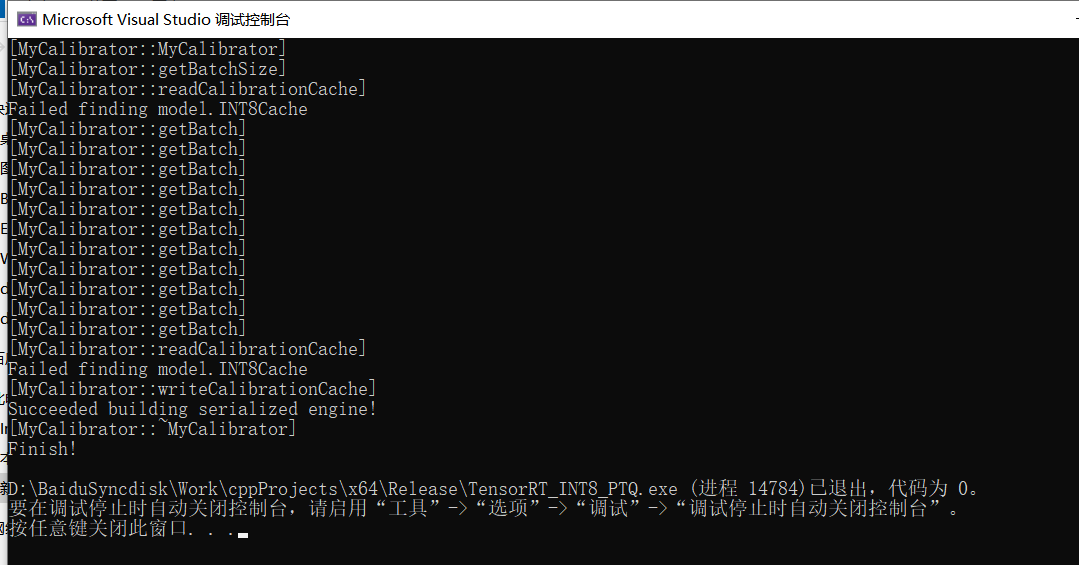 Microsoft Visual Studio 调试控制台
[MyCalibrator::MyCalibrator]
[MyCalibrator::getBatchSize]
[MyCalibrator::readCalibrationCache]
Failed finding model.INT8Cache
[MyCalibrator::getBatch]
[MyCalibrator::getBatch]
[MyCalibrator::getBatch]
[MyCalibrator::getBatch]
[MyCalibrator::getBatch]
[MyCalibrator::getBatch]
[MyCalibrator::getBatch]
[MyCalibrator::getBatch]
[MyCalibrator::getBatch]
[MyCalibrator::getBatch]
[MyCalibrator::getBatch]
[MyCalibrator::readCalibrationCache]
Failed finding model.INT8Cache
[MyCalibrator::writeCalibrationCache]
Succeeded building serialized engine!
[MyCalibrator::~MyCalibrator]
Finish!
D:\BaiduSyncdisk\Work\cppProjects\x64\Release\TensorRT_INT8_PTQ.exe (进程 14784)已退出，代码为 0。
要在调试停止时自动关闭控制台，请启用“工具”->“选项”->“调试”->“调试停止时自动关闭控制台”。
按任意键关闭此窗口. . .